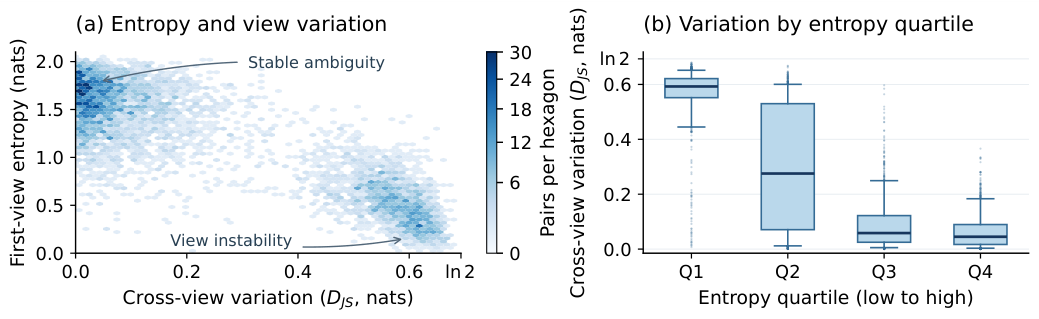 (a) Entropy and view variation
First-view entropy (nats)
2.0
1.5
1.0
0.5
0.0
Stable ambiguity
View instability
0.0
0.2
0.4
0.6
ln 2
Cross-view variation (D_JS, nats)
30
24
18
12
6
0
Pairs per hexagon
(b) Variation by entropy quartile
Cross-view variation (D_JS, nats)
ln 2
0.6
0.4
0.2
0.0
Q1
Q2
Q3
Q4
Entropy quartile (low to high)